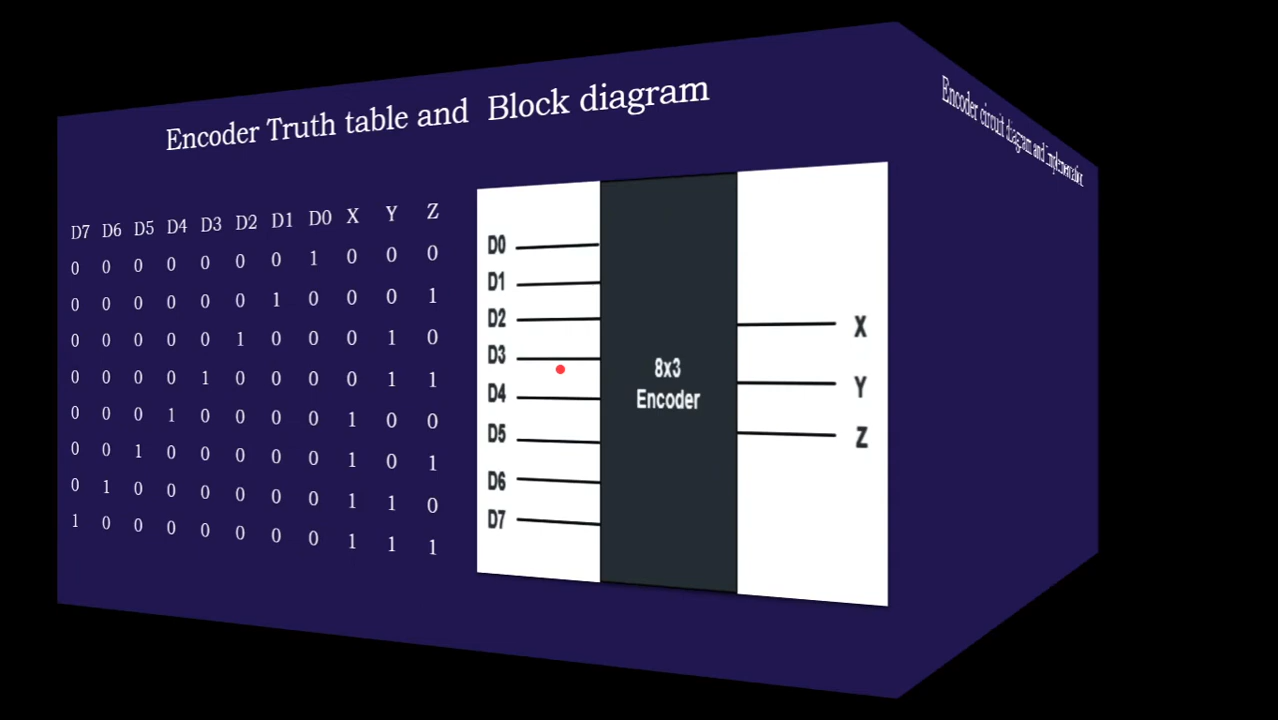 Encoder Truth table and Block diagram
Encoder circuit diagram and implementation
D7 D6 D5 D4 D3 D2 D1 D0 X Y Z
0 0 0 0 0 0 0 1 0 0 0
0 0 0 0 0 0 1 0 0 0 1
0 0 0 0 0 1 0 0 0 1 0
0 0 0 0 1 0 0 0 0 1 1
0 0 0 1 0 0 0 0 1 0 0
0 0 1 0 0 0 0 0 1 0 1
0 1 0 0 0 0 0 0 1 1 0
1 0 0 0 0 0 0 0 1 1 1
D0
D1
D2
D3
D4
D5
D6
D7
8x3
Encoder
X
Y
Z